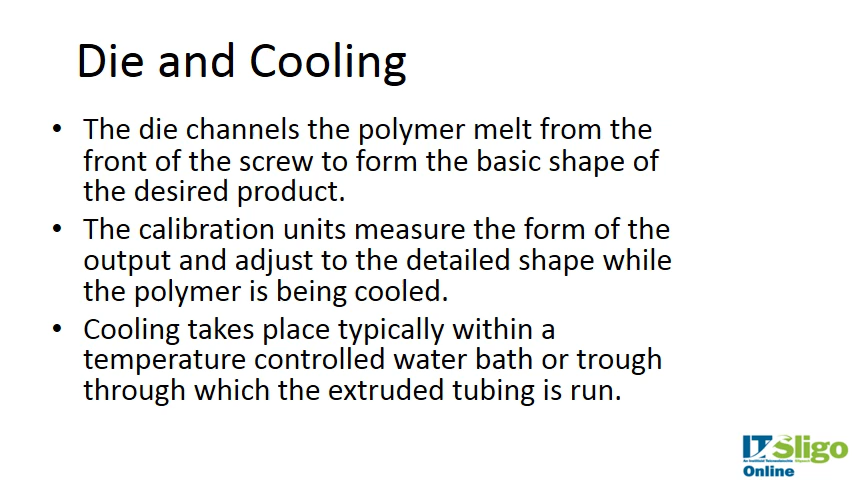 Die and Cooling
• The die channels the polymer melt from the
front of the screw to form the basic shape of
the desired product.
• The calibration units measure the form of the
output and adjust to the detailed shape while
the polymer is being cooled.
• Cooling takes place typically within a
temperature controlled water bath or trough
through which the extruded tubing is run.
IT Sligo
Online